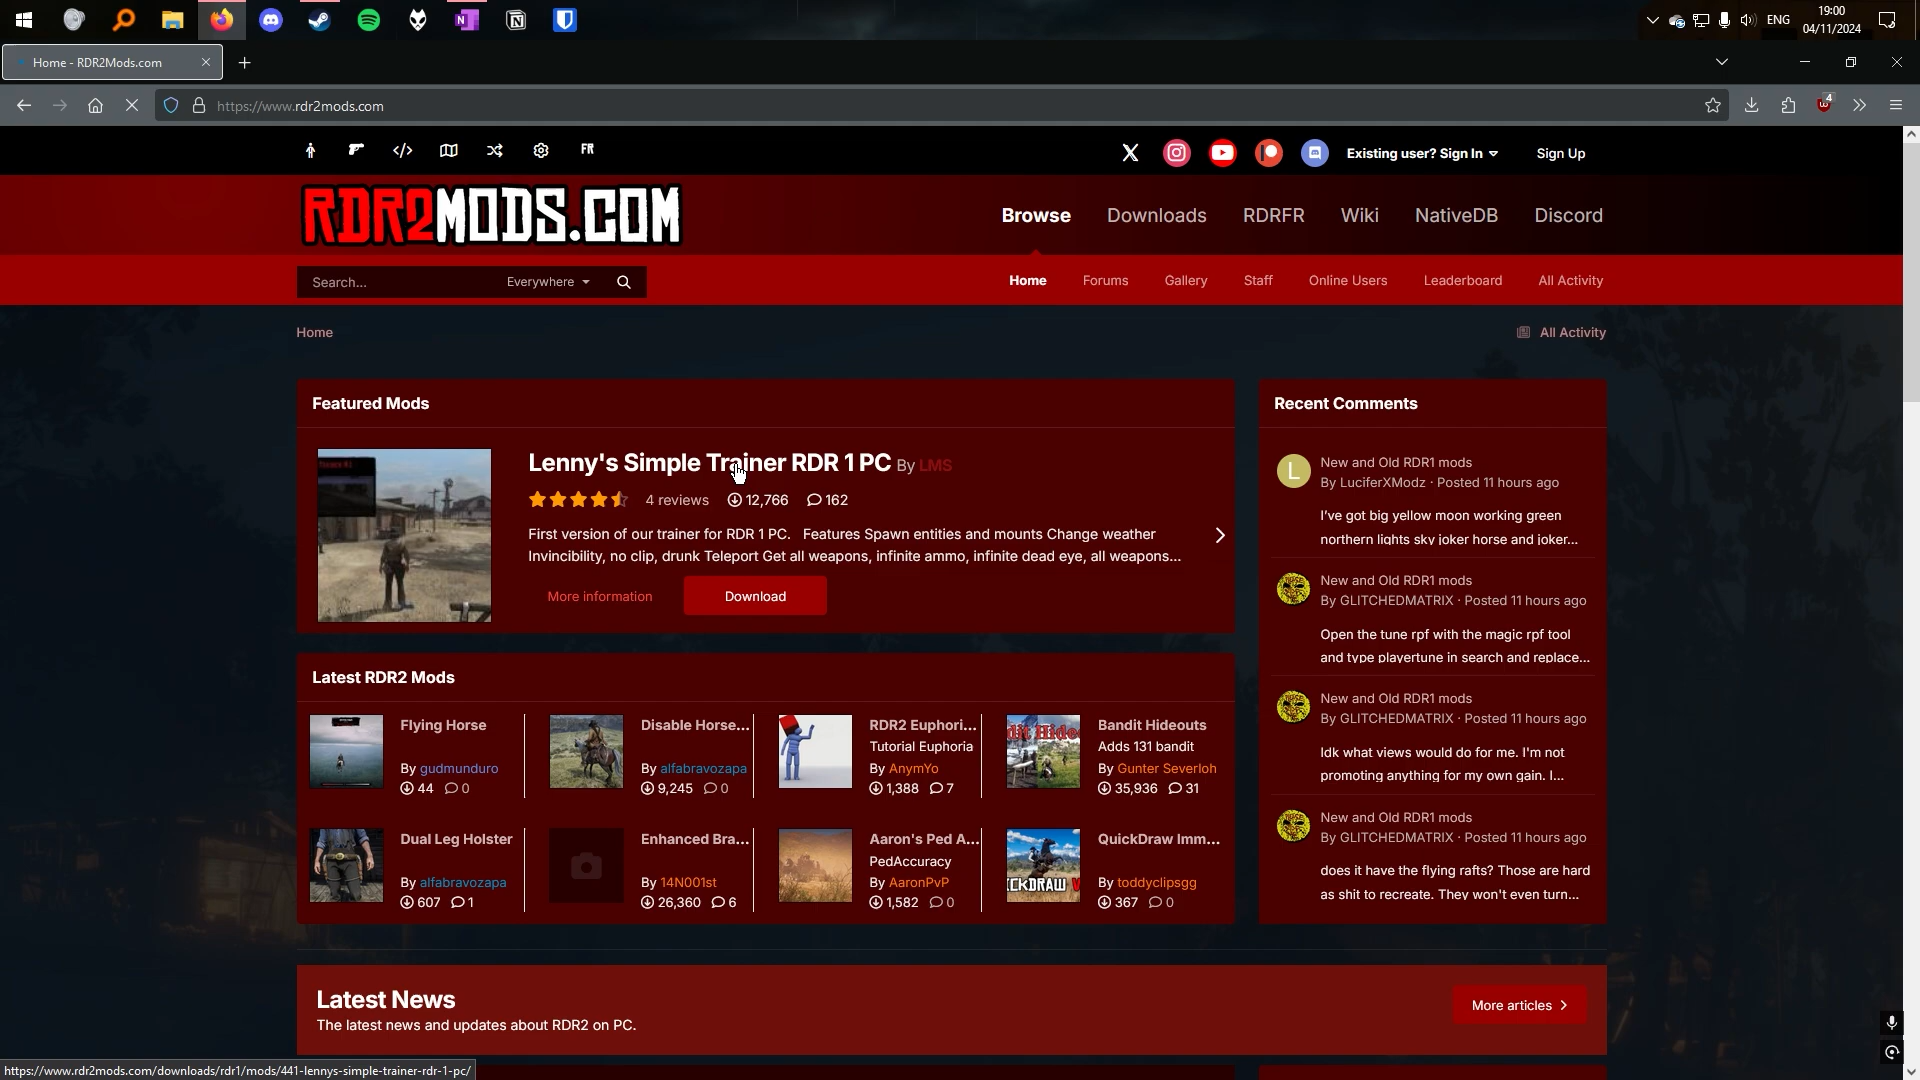 ENG
19:00
04/11/2024
Home - RDR2Mods.com
https://www.rdr2mods.com
4
FR
Existing user? Sign In
Sign Up
RDR2MODS.COM
Browse
Downloads
RDRFR
Wiki
NativeDB
Discord
Search...
Everywhere
Home
Forums
Gallery
Staff
Online Users
Leaderboard
All Activity
Home
All Activity
Featured Mods
Lenny's Simple Trainer RDR 1 PC By LMS
4 reviews 12,766 162
First version of our trainer for RDR 1 PC. Features Spawn entities and mounts Change weather
Invincibility, no clip, drunk Teleport Get all weapons, infinite ammo, infinite dead eye, all weapons...
More information
Download
Recent Comments
L
New and Old RDR1 mods
By LuciferXModz · Posted 11 hours ago
I've got big yellow moon working green
northern lights sky joker horse and joker...
New and Old RDR1 mods
By GLITCHEDMATRIX · Posted 11 hours ago
Open the tune rpf with the magic rpf tool
and type playertune in search and replace...
New and Old RDR1 mods
By GLITCHEDMATRIX · Posted 11 hours ago
Idk what views would do for me. I'm not
promoting anything for my own gain. I...
New and Old RDR1 mods
By GLITCHEDMATRIX · Posted 11 hours ago
does it have the flying rafts? Those are hard
as shit to recreate. They won't even turn...
Latest RDR2 Mods
Flying Horse
By gudmunduro
44 0
Disable Horse...
By alfabravozapa
9,245 0
RDR2 Euphori...
Tutorial Euphoria
By AnymYo
1,388 7
Bandit Hideouts
Adds 131 bandit
By Gunter Severloh
35,936 31
Dual Leg Holster
By alfabravozapa
607 1
Enhanced Bra...
By 14N001st
26,360 6
Aaron's Ped A...
PedAccuracy
By AaronPvP
1,582 0
CKDRAW
QuickDraw Imm...
By toddyclipsgg
367 0
Latest News
The latest news and updates about RDR2 on PC.
More articles
https://www.rdr2mods.com/downloads/rdr1/mods/441-lennys-simple-trainer-rdr-1-pc/